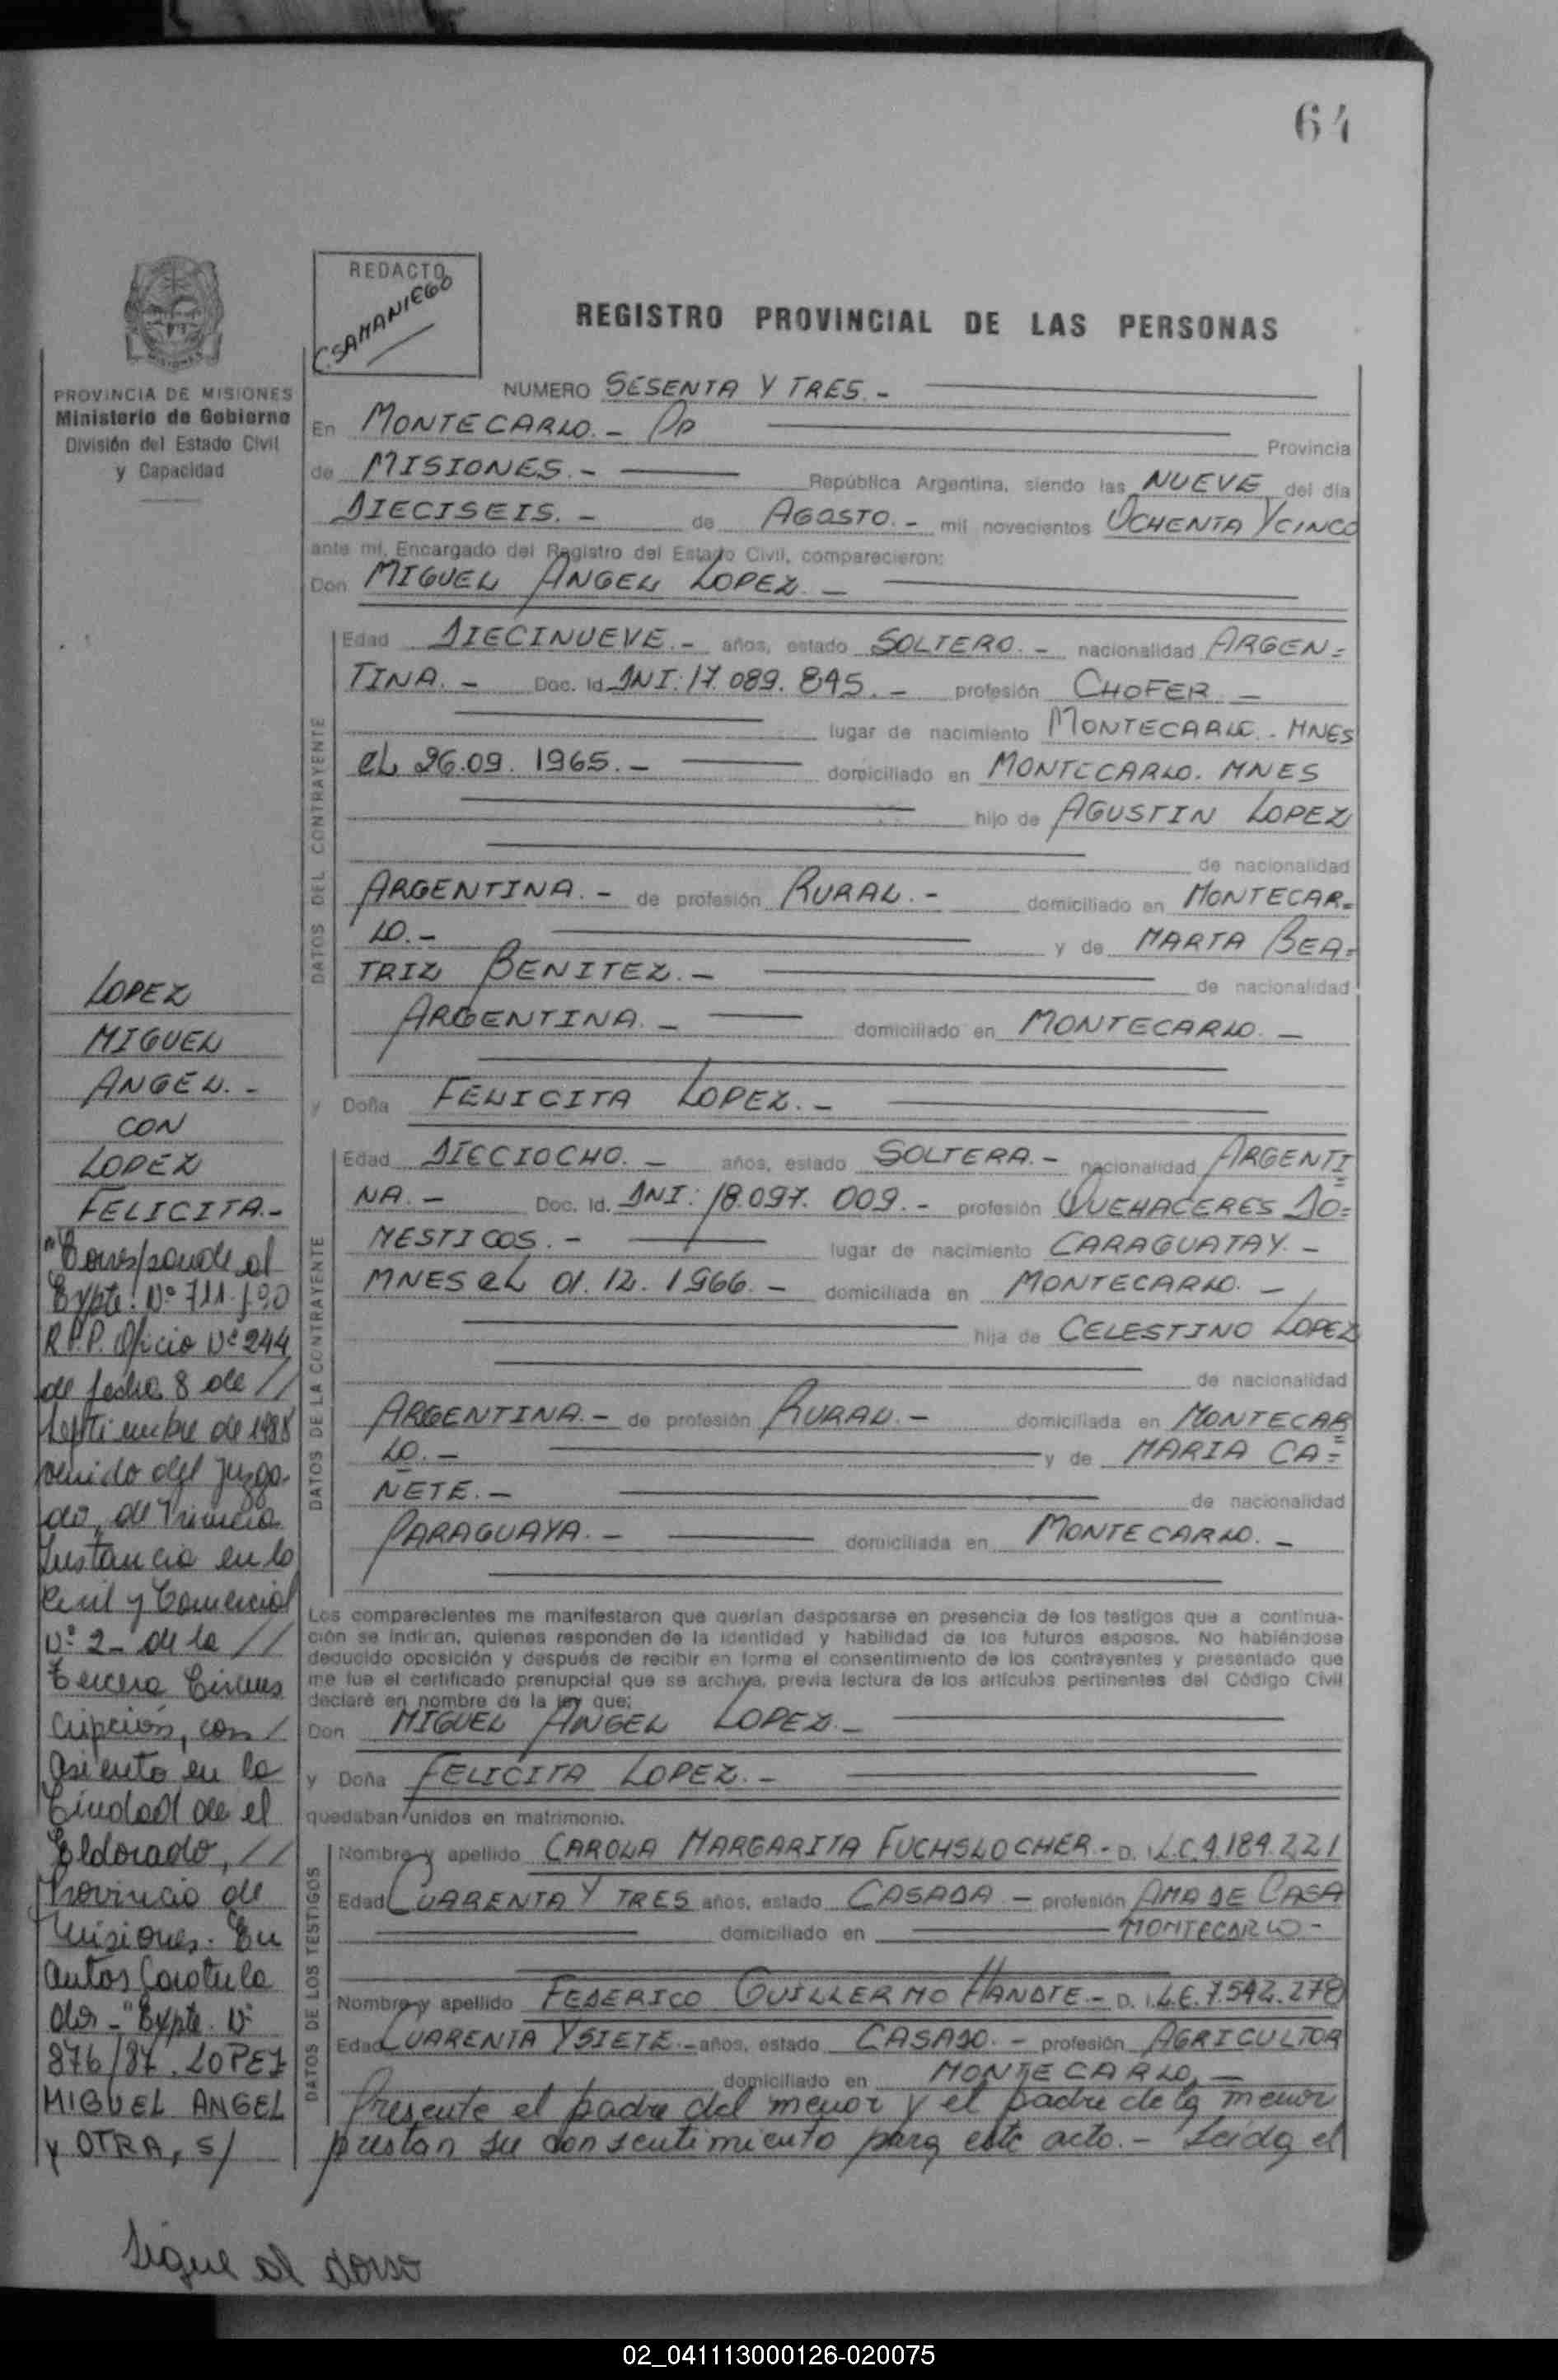 64
REDACTO
C. SAMANIEGO
REGISTRO PROVINCIAL DE LAS PERSONAS
PROVINCIA DE MISIONES
Ministerio de Gobierno
División del Estado Civil
y Capacidad
NUMERO SESENTA Y TRES.-
En MONTECARLO.- DP Provincia
de MISIONES.- República Argentina, siendo las NUEVE del día
DIECISEIS.- de AGOSTO.- mil novecientos OCHENTA Y CINCO
ante mí, Encargado del Registro del Estado Civil, comparecieron:
Don MIGUEL ANGEL LOPEZ.-
DATOS DEL CONTRAYENTE
Edad DIECINUEVE.- años, estado SOLTERO.- nacionalidad ARGEN=
TINA.- Doc. Id. DNI: 17.089.845.- profesión CHOFER.-
lugar de nacimiento MONTECARLO.- MNES
EL 26.09.1965.- domiciliado en MONTECARLO. MNES
hijo de AGUSTIN LOPEZ
de nacionalidad
ARGENTINA.- de profesión RURAL.- domiciliado en MONTECAR=
LO.- y de MARTA BEA=
TRIZ BENITEZ.- de nacionalidad
ARGENTINA.- domiciliado en MONTECARLO.-
y Doña FELICITA LOPEZ.-
DATOS DE LA CONTRAYENTE
Edad DIECIOCHO.- años, estado SOLTERA.- nacionalidad ARGENTI=
NA.- Doc. Id. DNI: 18.097.009.- profesión QUEHACERES DO=
MESTICOS.- lugar de nacimiento CARAGUATAY.-
MNES EL 01.12.1966.- domiciliada en MONTECARLO.-
hija de CELESTINO LOPEZ
de nacionalidad
ARGENTINA.- de profesión RURAL.- domiciliada en MONTECAR=
LO.- y de MARIA CA=
ÑETE.- de nacionalidad
PARAGUAYA.- domiciliada en MONTECARLO.-
Los comparecientes me manifestaron que querían desposarse en presencia de los testigos que a continua-
ción se indican, quienes responden de la identidad y habilidad de los futuros esposos. No habiéndose
deducido oposición y después de recibir en forma el consentimiento de los contrayentes y presentado que
me fue el certificado prenupcial que se archiva, previa lectura de los artículos pertinentes del Código Civil
declaré en nombre de la ley que:
Don MIGUEL ANGEL LOPEZ.-
y Doña FELICITA LOPEZ.-
quedaban unidos en matrimonio.
DATOS DE LOS TESTIGOS
Nombre y apellido CAROLA MARGARITA FUCHSLOCHER.- D. I. L.C. 4.184.221
Edad CUARENTA Y TRES años, estado CASADA.- profesión AMA DE CASA
domiciliado en MONTECARLO.-
Nombre y apellido FEDERICO GUILLERMO HANDTE.- D. I. L.E. 7.542.278
Edad CUARENTA Y SIETE.- años, estado CASADO.- profesión AGRICULTOR
domiciliado en MONTECARLO.-
Presente el padre del menor y el padre de la menor
prestan su consentimiento para este acto.- Leida el
LOPEZ
MIGUEL
ANGEL.-
CON
LOPEZ
FELICITA.-
"Corresponde al
Expte. Nº 711-/90
R.P.P. Oficio Nº 244
de fecha 8 de //
septiembre de 1988
venido del Juzga-
do, de Primera
Instancia en lo
Civil y Comercial
Nº 2- de la //
Tercera Circuns
cripción, con /
asiento en la
Ciudad de el
Eldorado, //
Provincia de
Misiones. En
autos Caratula
dos - "Expte. Nº
876/87. LOPEZ
MIGUEL ANGEL
y OTRA, s/
Sigue al dorso
02_041113000126-020075